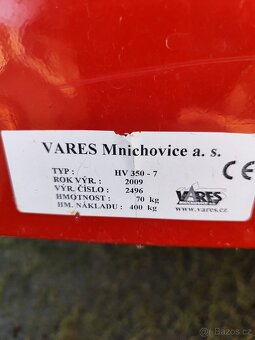 VARES Mnichovice a. s.
TYP : HV 350 - 7
ROK VÝR. : 2009
VÝR. ČÍSLO : 2496
HMOTNOST : 70 kg
HM. NÁKLADU : 400 kg
CE
VARES
www.vares.cz
bazos.cz